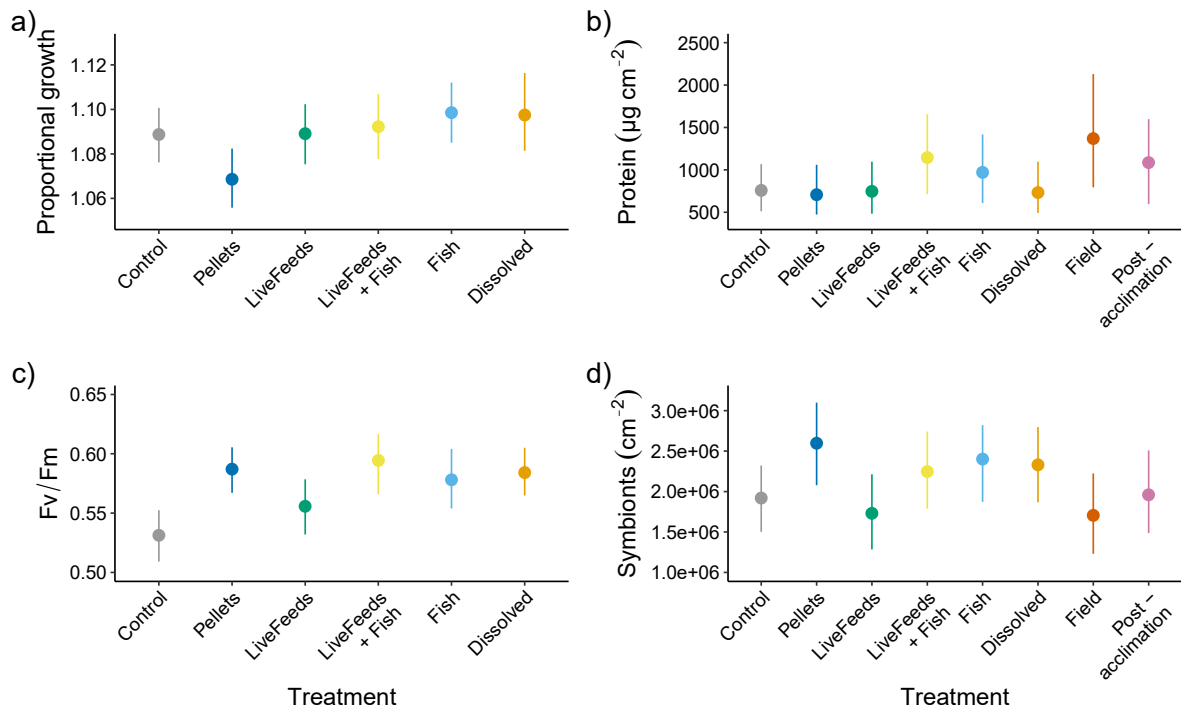 a)
Proportional growth
1.12
1.10
1.08
1.06
Control
Pellets
LiveFeeds
LiveFeeds
+ Fish
Fish
Dissolved
b)
Protein (μg cm⁻²)
2500
2000
1500
1000
500
Control
Pellets
LiveFeeds
LiveFeeds
+ Fish
Fish
Dissolved
Field
Post −
acclimation
c)
Fv/Fm
0.65
0.60
0.55
0.50
Control
Pellets
LiveFeeds
LiveFeeds
+ Fish
Fish
Dissolved
Treatment
d)
Symbionts (cm⁻²)
3.0e+06
2.5e+06
2.0e+06
1.5e+06
1.0e+06
Control
Pellets
LiveFeeds
LiveFeeds
+ Fish
Fish
Dissolved
Field
Post −
acclimation
Treatment